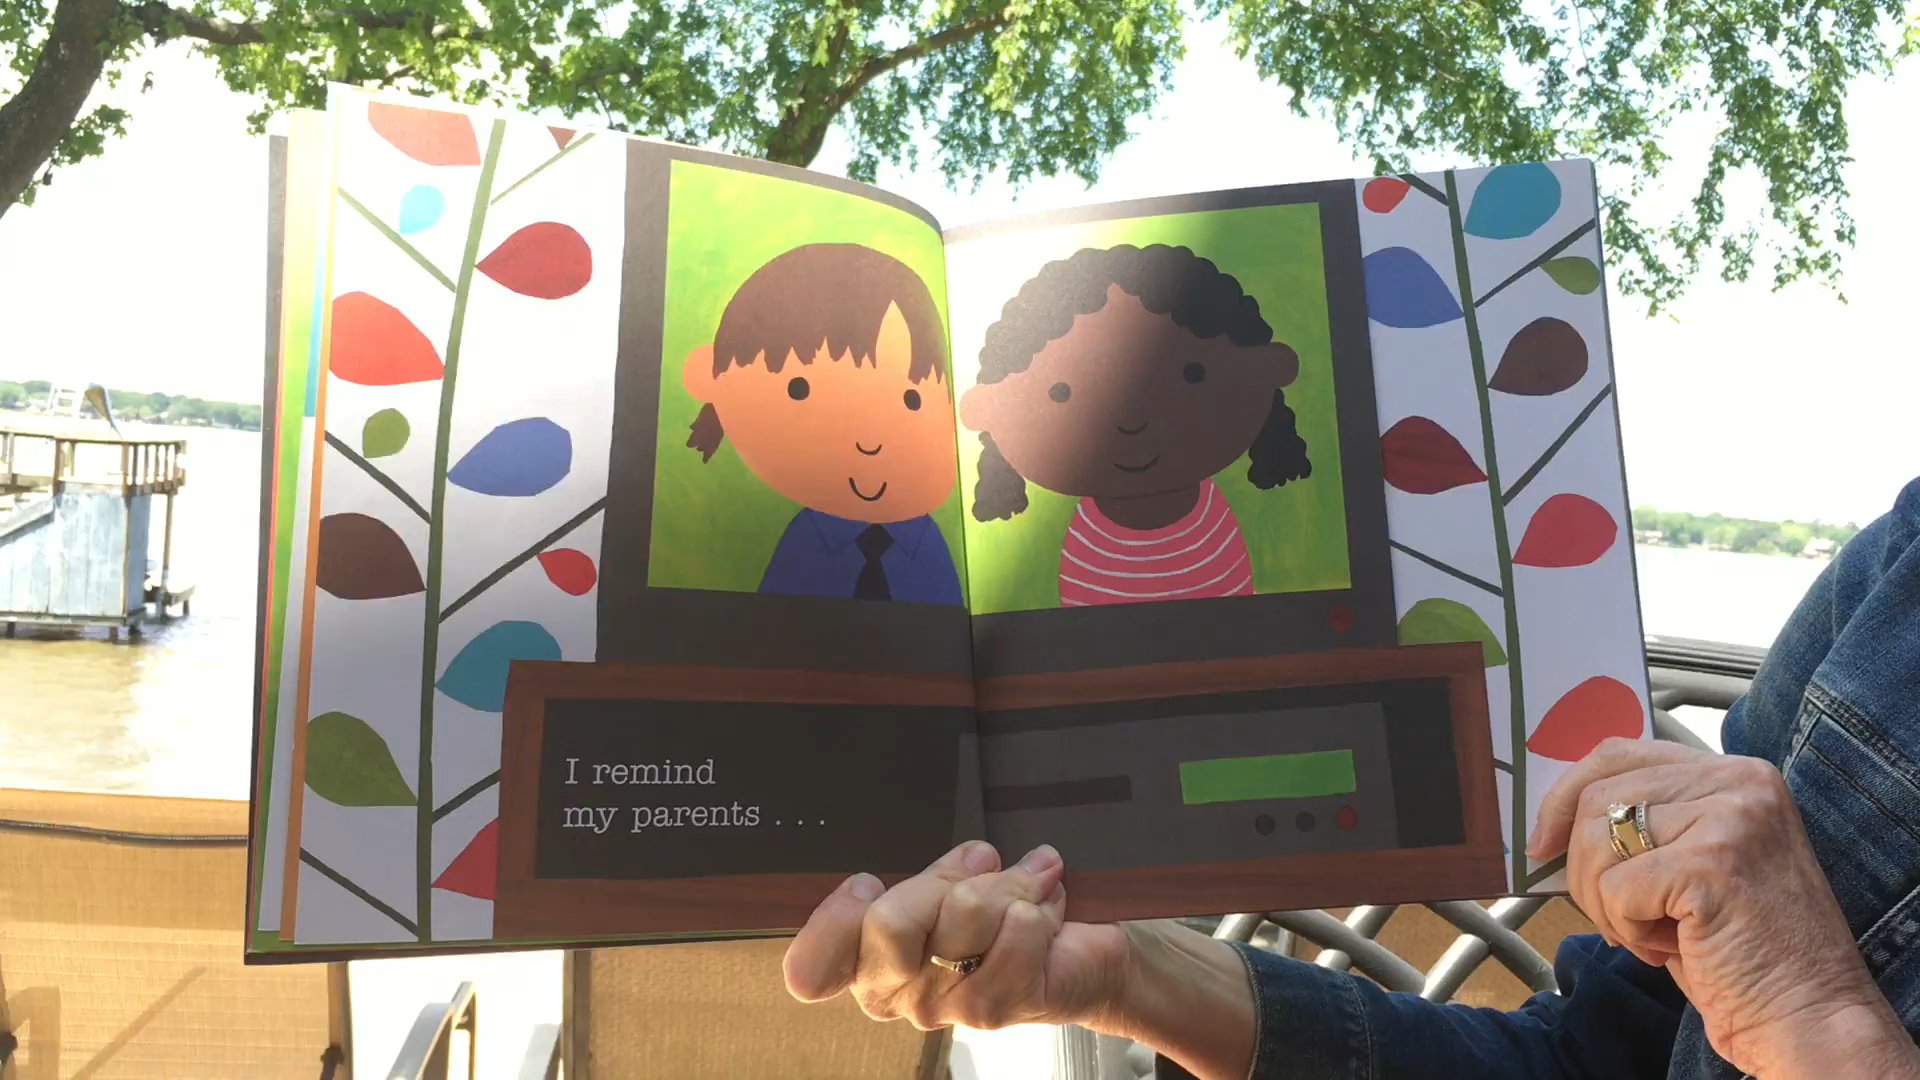 I remind
my parents . . .